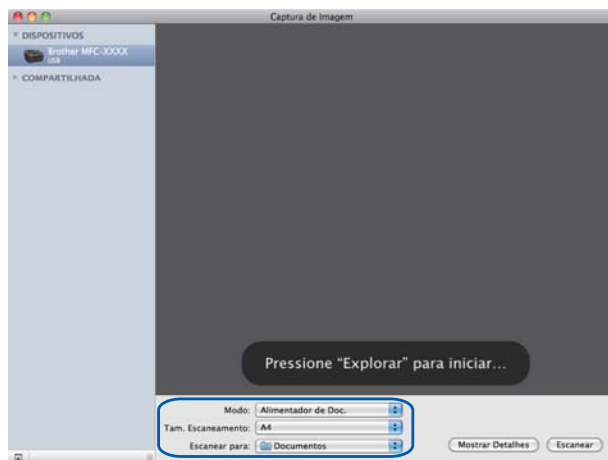 Captura de Imagem
DISPOSITIVOS
Brother MFC-XXXX
USB
COMPARTILHADA
Pressione “Explorar” para iniciar...
Modo: Alimentador de Doc.
Tam. Escaneamento: A4
Escanear para: Documentos
Mostrar Detalhes Escanear